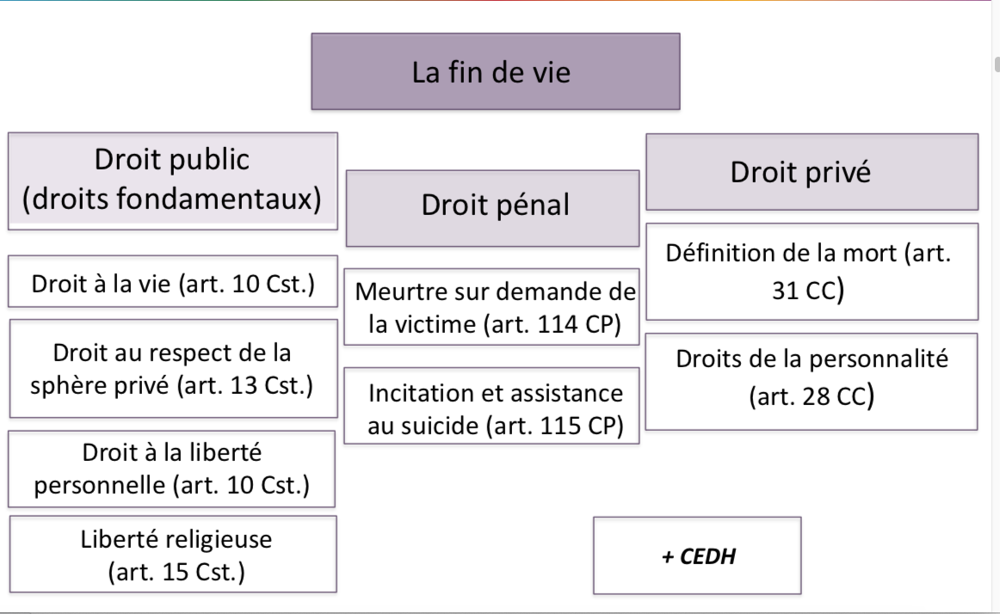 La fin de vie
Droit public
(droits fondamentaux)
Droit à la vie (art. 10 Cst.)
Droit au respect de la
sphère privé (art. 13 Cst.)
Droit à la liberté
personnelle (art. 10 Cst.)
Liberté religieuse
(art. 15 Cst.)
Droit pénal
Meurtre sur demande de
la victime (art. 114 CP)
Incitation et assistance
au suicide (art. 115 CP)
Droit privé
Définition de la mort (art.
31 CC)
Droits de la personnalité
(art. 28 CC)
+ CEDH